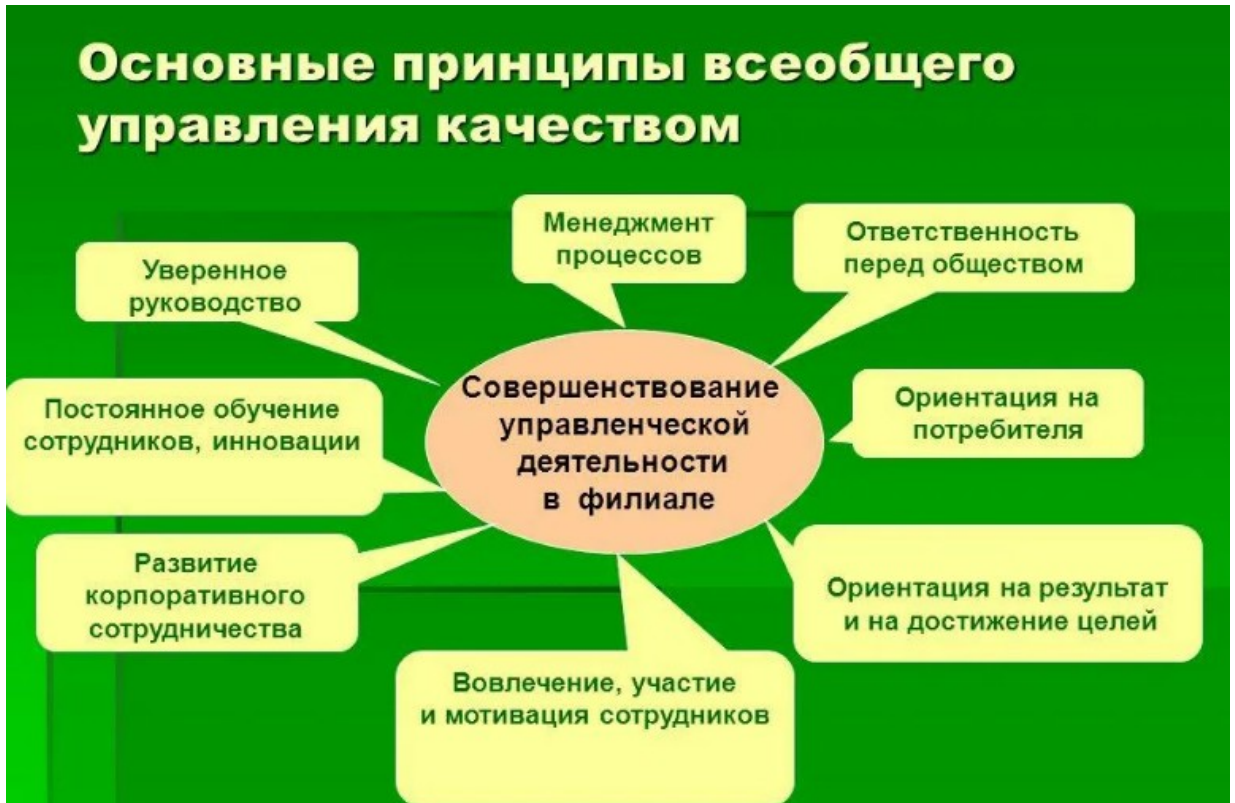 Основные принципы всеобщего
управления качеством
Менеджмент
процессов
Ответственность
перед обществом
Уверенное
руководство
Совершенствование
управленческой
деятельности
в филиале
Ориентация на
потребителя
Постоянное обучение
сотрудников, инновации
Развитие
корпоративного
сотрудничества
Ориентация на результат
и на достижение целей
Вовлечение, участие
и мотивация сотрудников